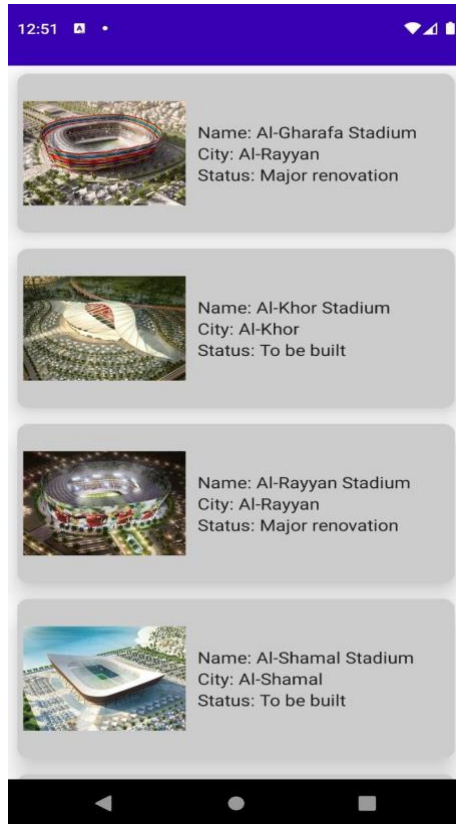 12:51
Name: Al-Gharafa Stadium
City: Al-Rayyan
Status: Major renovation
Name: Al-Khor Stadium
City: Al-Khor
Status: To be built
Name: Al-Rayyan Stadium
City: Al-Rayyan
Status: Major renovation
Name: Al-Shamal Stadium
City: Al-Shamal
Status: To be built